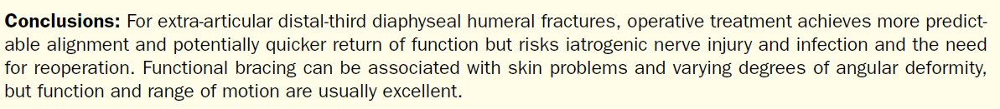 Conclusions: For extra-articular distal-third diaphyseal humeral fractures, operative treatment achieves more predict-
able alignment and potentially quicker return of function but risks iatrogenic nerve injury and infection and the need
for reoperation. Functional bracing can be associated with skin problems and varying degrees of angular deformity,
but function and range of motion are usually excellent.